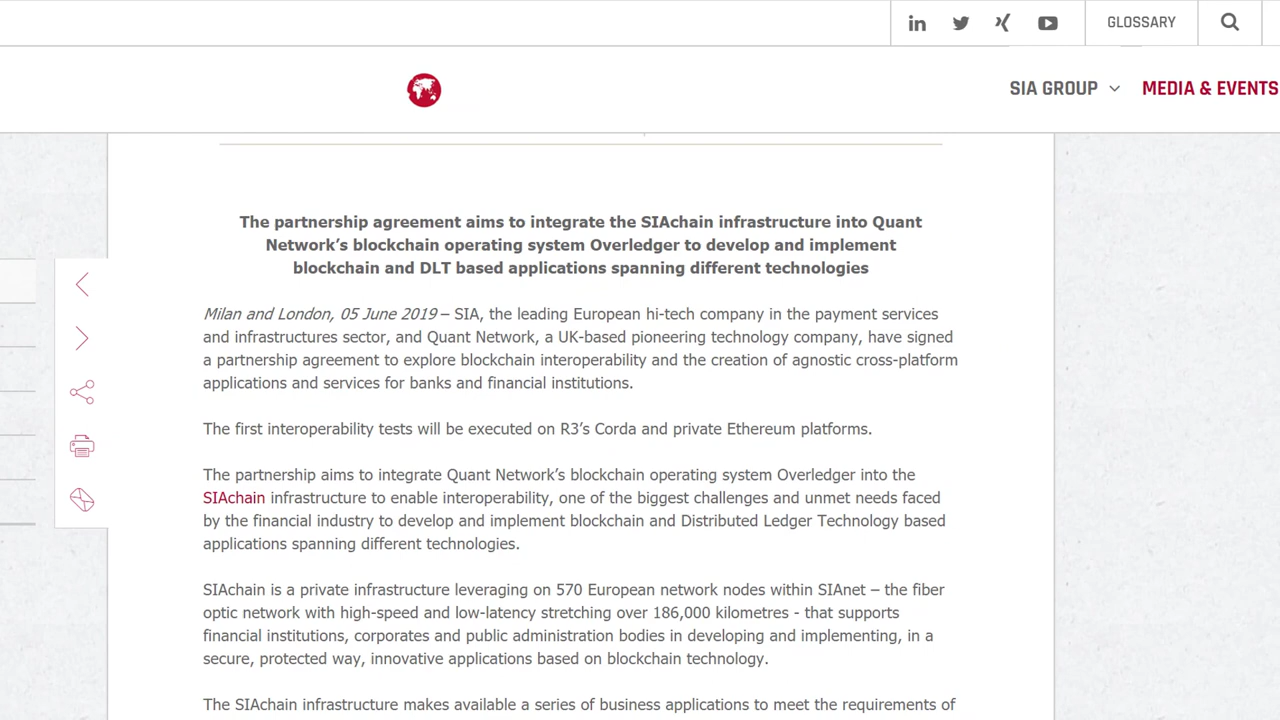 GLOSSARY
SIA GROUP
MEDIA & EVENTS
The partnership agreement aims to integrate the SIAchain infrastructure into Quant
Network’s blockchain operating system Overledger to develop and implement
blockchain and DLT based applications spanning different technologies
Milan and London, 05 June 2019 – SIA, the leading European hi-tech company in the payment services
and infrastructures sector, and Quant Network, a UK-based pioneering technology company, have signed
a partnership agreement to explore blockchain interoperability and the creation of agnostic cross-platform
applications and services for banks and financial institutions.
The first interoperability tests will be executed on R3’s Corda and private Ethereum platforms.
The partnership aims to integrate Quant Network’s blockchain operating system Overledger into the
SIAchain infrastructure to enable interoperability, one of the biggest challenges and unmet needs faced
by the financial industry to develop and implement blockchain and Distributed Ledger Technology based
applications spanning different technologies.
SIAchain is a private infrastructure leveraging on 570 European network nodes within SIAnet – the fiber
optic network with high-speed and low-latency stretching over 186,000 kilometres - that supports
financial institutions, corporates and public administration bodies in developing and implementing, in a
secure, protected way, innovative applications based on blockchain technology.
The SIAchain infrastructure makes available a series of business applications to meet the requirements of